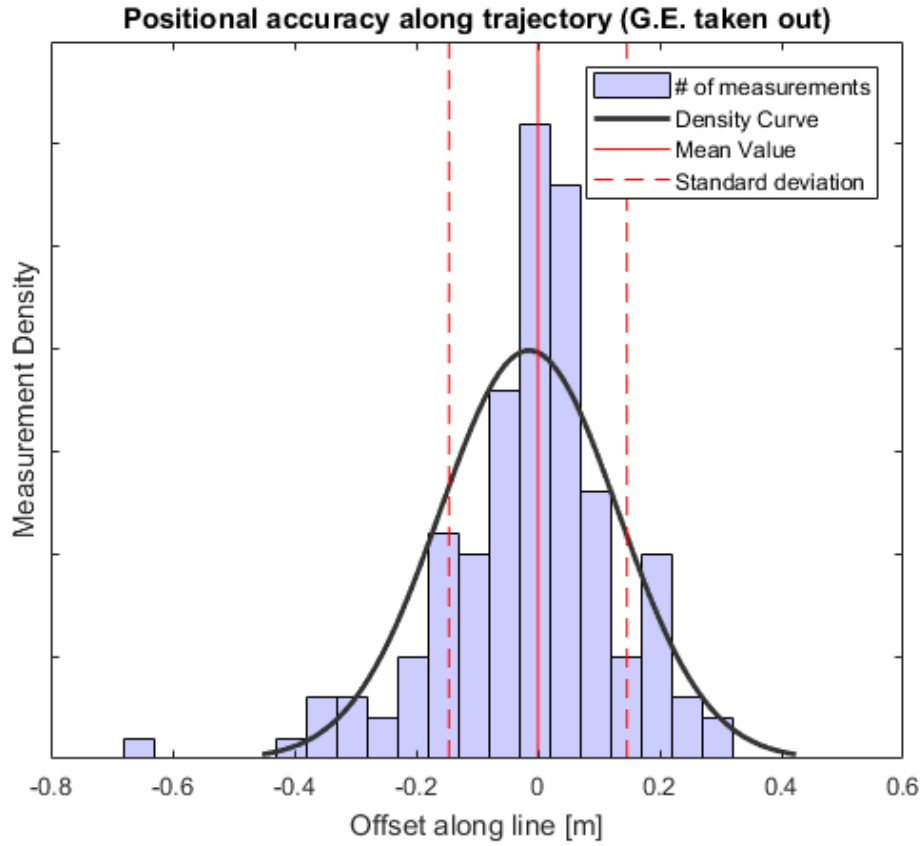 Positional accuracy along trajectory (G.E. taken out)
# of measurements
Density Curve
Mean Value
Standard deviation
Measurement Density
-0.8 -0.6 -0.4 -0.2 0 0.2 0.4 0.6
Offset along line [m]